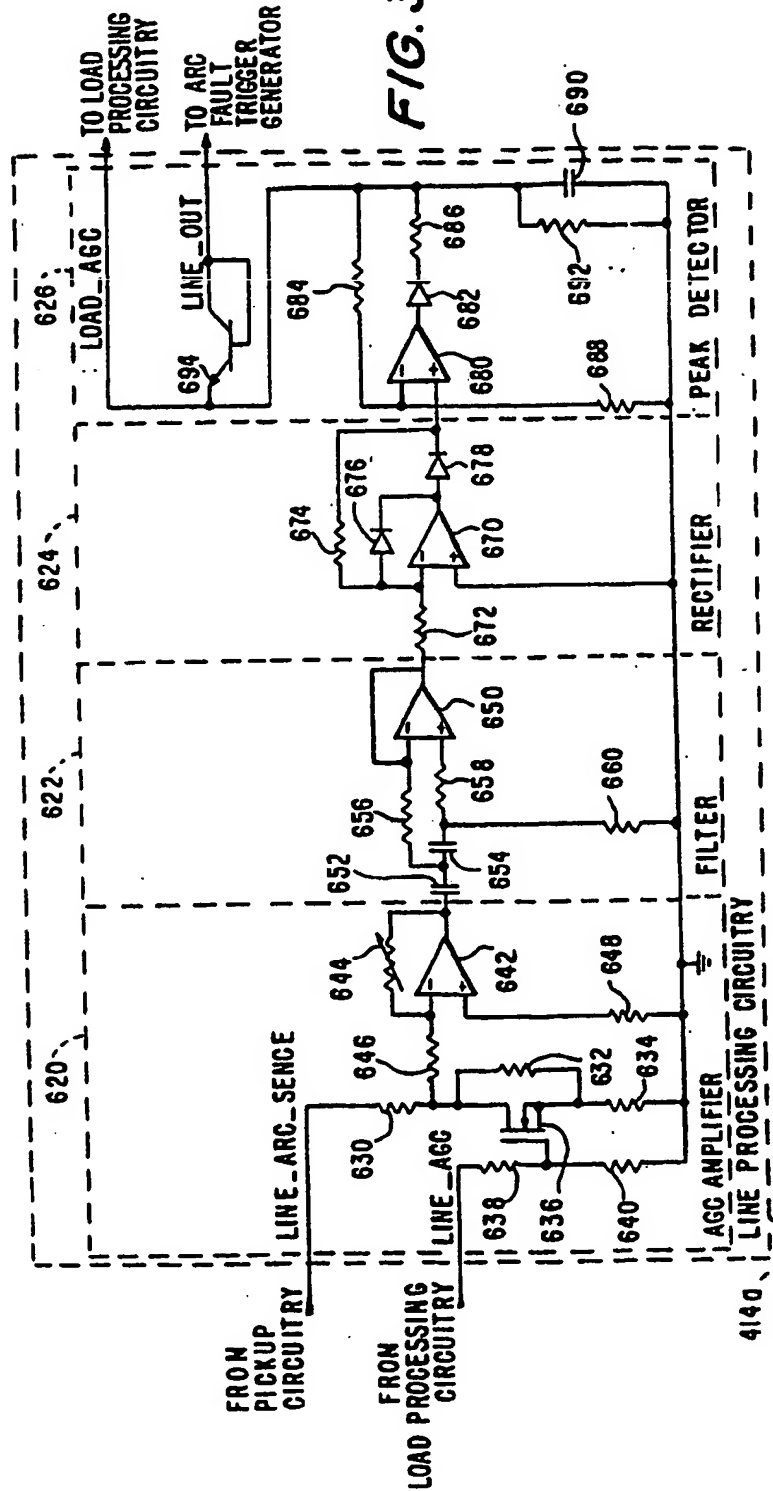 FROM
PICKUP
CIRCUITRY
LINE_ARC_SENCE
FROM
LOAD PROCESSING
CIRCUITRY
LINE_AGC
620
622
624
626
630
632
634
636
638
640
642
644
646
648
AGC AMPLIFIER
650
652
654
656
658
660
FILTER
670
672
674
676
678
RECTIFIER
680
682
684
686
688
690
692
694
PEAK DETECTOR
LOAD_AGC
LINE_OUT
TO LOAD
PROCESSING
CIRCUITRY
TO ARC
FAULT
TRIGGER
GENERATOR
LINE PROCESSING CIRCUITRY
414a
FIG.